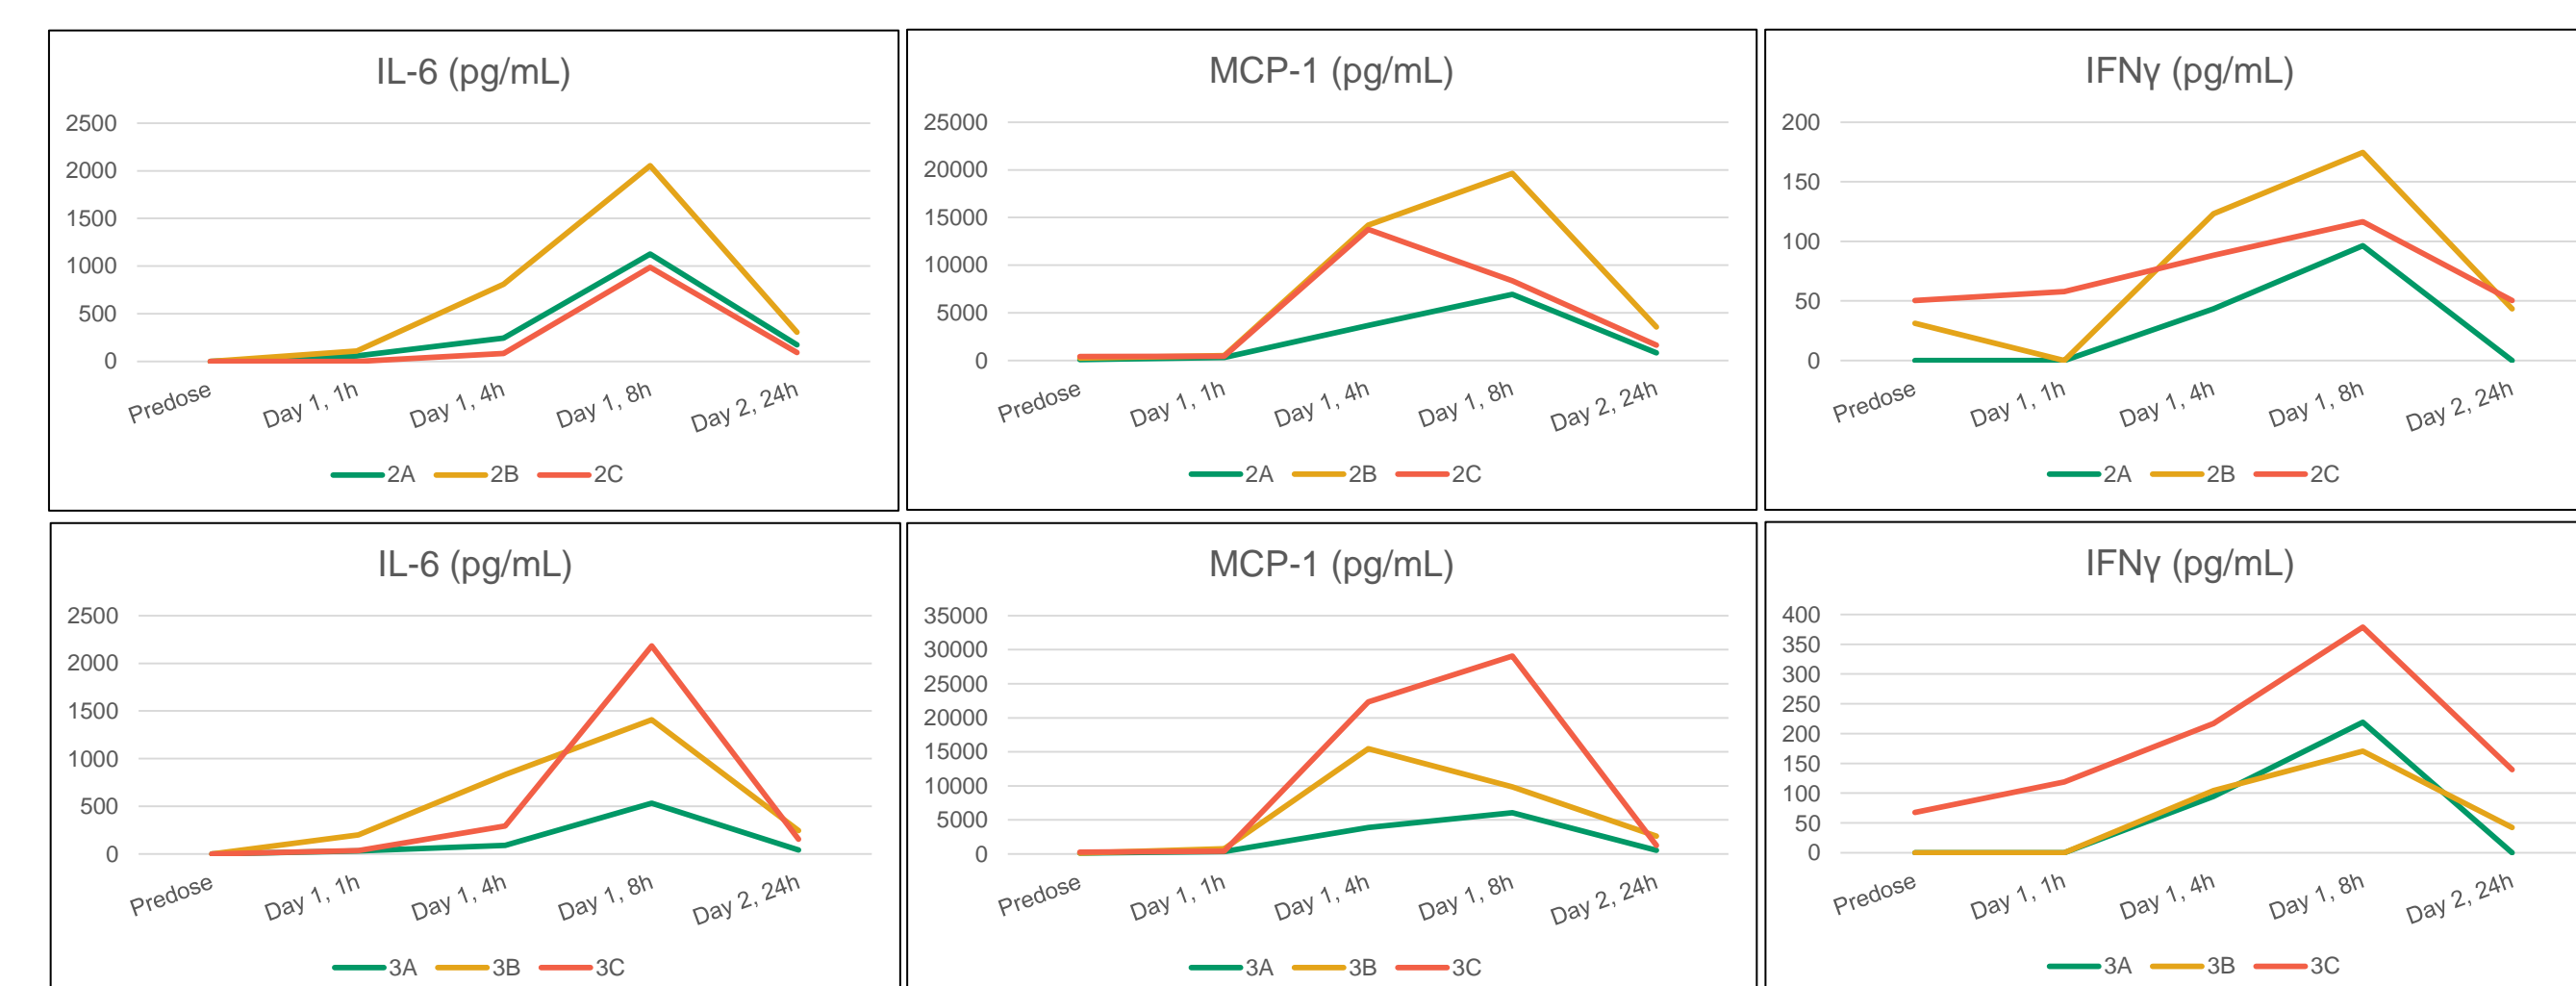 IL-6 (pg/mL)
2500
2000
1500
1000
500
0
Predose Day 1, 1h Day 1, 4h Day 1, 8h Day 2, 24h
2A 2B 2C
MCP-1 (pg/mL)
25000
20000
15000
10000
5000
0
Predose Day 1, 1h Day 1, 4h Day 1, 8h Day 2, 24h
2A 2B 2C
IFNγ (pg/mL)
200
150
100
50
0
Predose Day 1, 1h Day 1, 4h Day 1, 8h Day 2, 24h
2A 2B 2C
IL-6 (pg/mL)
2500
2000
1500
1000
500
0
Predose Day 1, 1h Day 1, 4h Day 1, 8h Day 2, 24h
3A 3B 3C
MCP-1 (pg/mL)
35000
30000
25000
20000
15000
10000
5000
0
Predose Day 1, 1h Day 1, 4h Day 1, 8h Day 2, 24h
3A 3B 3C
IFNγ (pg/mL)
400
350
300
250
200
150
100
50
0
Predose Day 1, 1h Day 1, 4h Day 1, 8h Day 2, 24h
3A 3B 3C